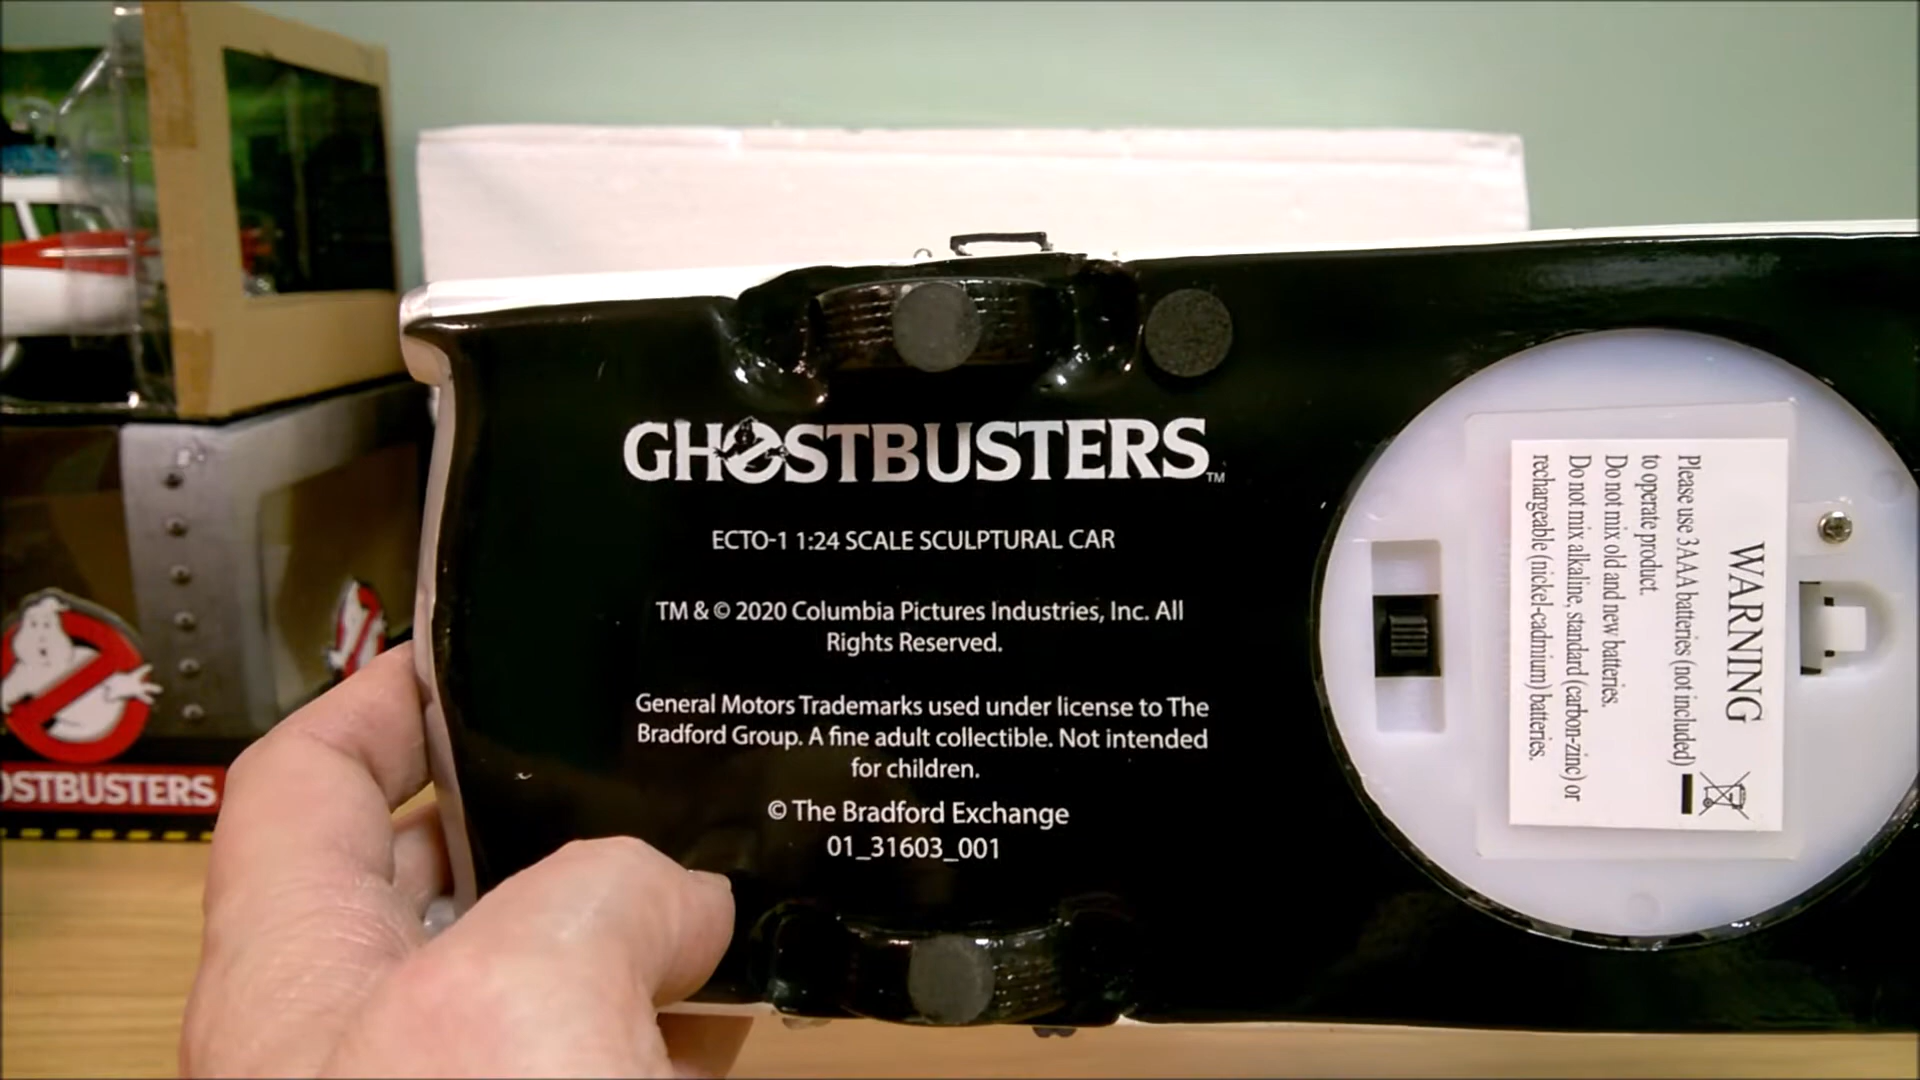 GHOSTBUSTERS™
ECTO-1 1:24 SCALE SCULPTURAL CAR
TM & © 2020 Columbia Pictures Industries, Inc. All
Rights Reserved.
General Motors Trademarks used under license to The
Bradford Group. A fine adult collectible. Not intended
for children.
© The Bradford Exchange
01_31603_001
WARNING
Please use 3 AAA batteries (not included)
to operate product.
Do not mix old and new batteries.
Do not mix alkaline, standard (carbon-zinc) or
rechargeable (nickel-cadmium) batteries.
OSTBUSTERS